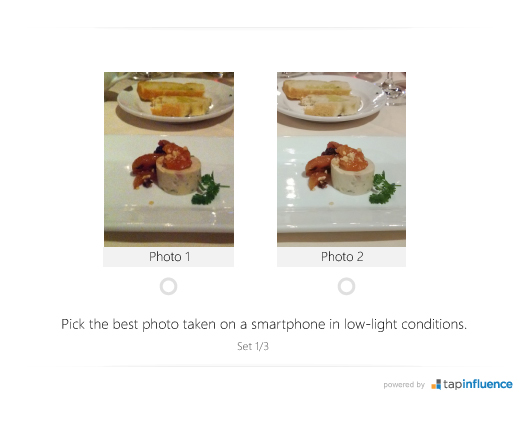 Photo 1
Photo 2
Pick the best photo taken on a smartphone in low-light conditions.
Set 1/3
powered by tapinfluence